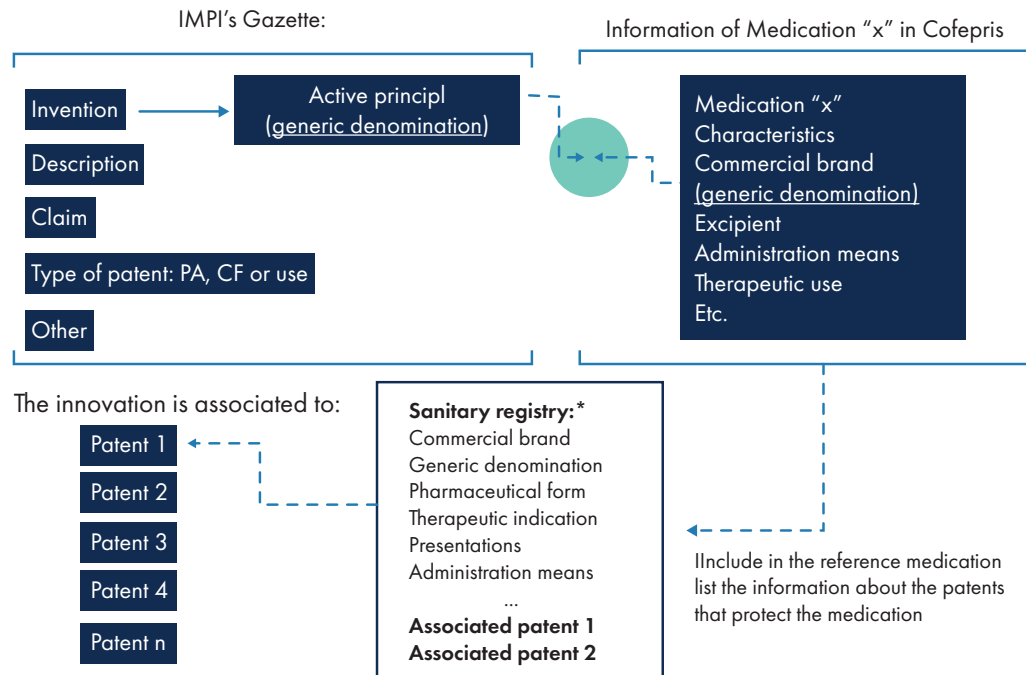 IMPI’s Gazette:
Invention
Active principl
(generic denomination)
Description
Claim
Type of patent: PA, CF or use
Other
Information of Medication “x” in Cofepris
Medication “x”
Characteristics
Commercial brand
(generic denomination)
Excipient
Administration means
Therapeutic use
Etc.
The innovation is associated to:
Patent 1
Patent 2
Patent 3
Patent 4
Patent n
Sanitary registry:*
Commercial brand
Generic denomination
Pharmaceutical form
Therapeutic indication
Presentations
Administration means
...
Associated patent 1
Associated patent 2
IInclude in the reference medication
list the information about the patents
that protect the medication